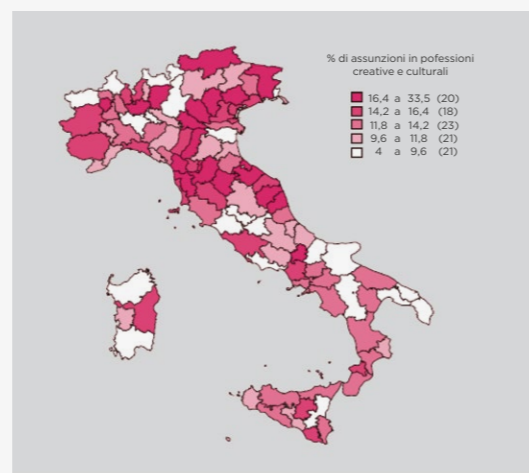 % di assunzioni in pofessioni
creative e culturali
16,4 a 33,5 (20)
14,2 a 16,4 (18)
11,8 a 14,2 (23)
9,6 a 11,8 (21)
4 a 9,6 (21)